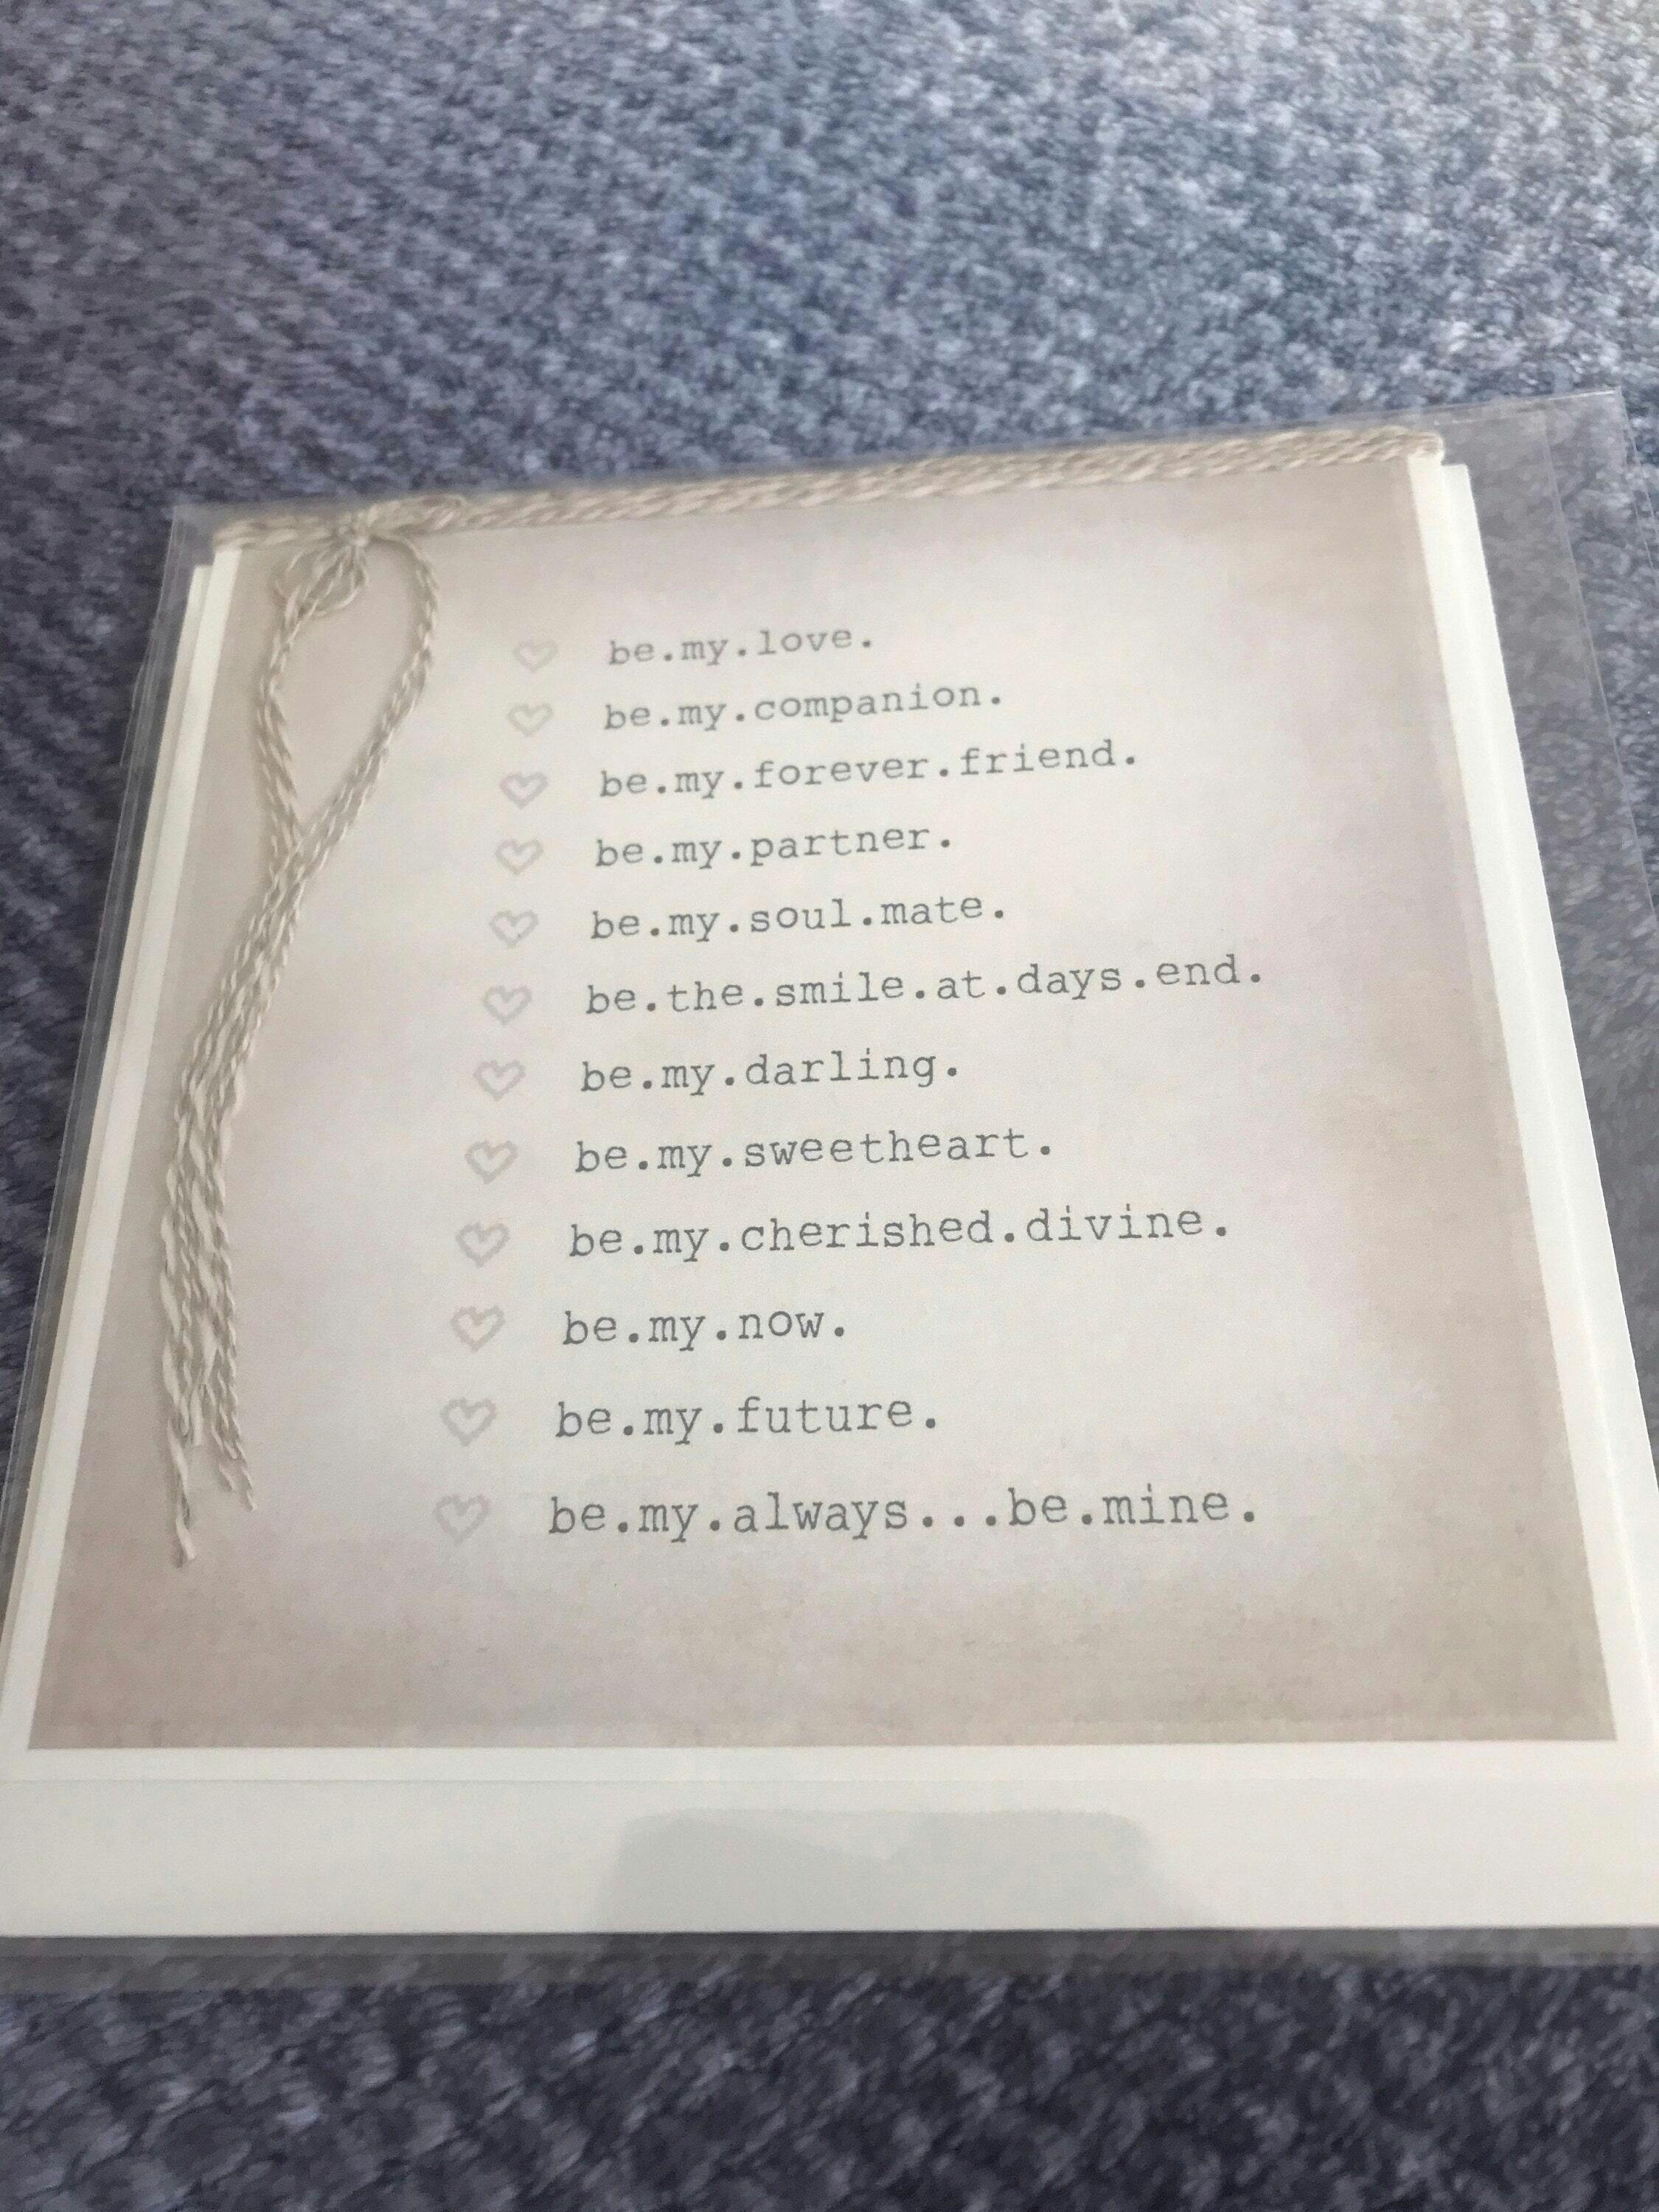 be.my.love.
be.my.companion.
be.my.forever.friend.
be.my.partner.
be.my.soul.mate.
be.the.smile.at.days.end.
be.my.darling.
be.my.sweetheart.
be.my.cherished.divine.
be.my.now.
be.my.future.
be.my.always...be.mine.